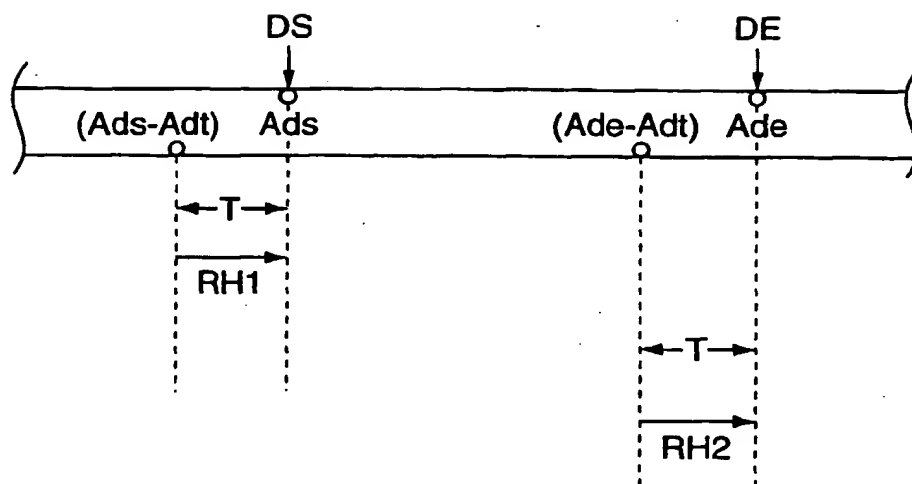 DS DE
(Ads-Adt) Ads (Ade-Adt) Ade
T
RH1
T
RH2